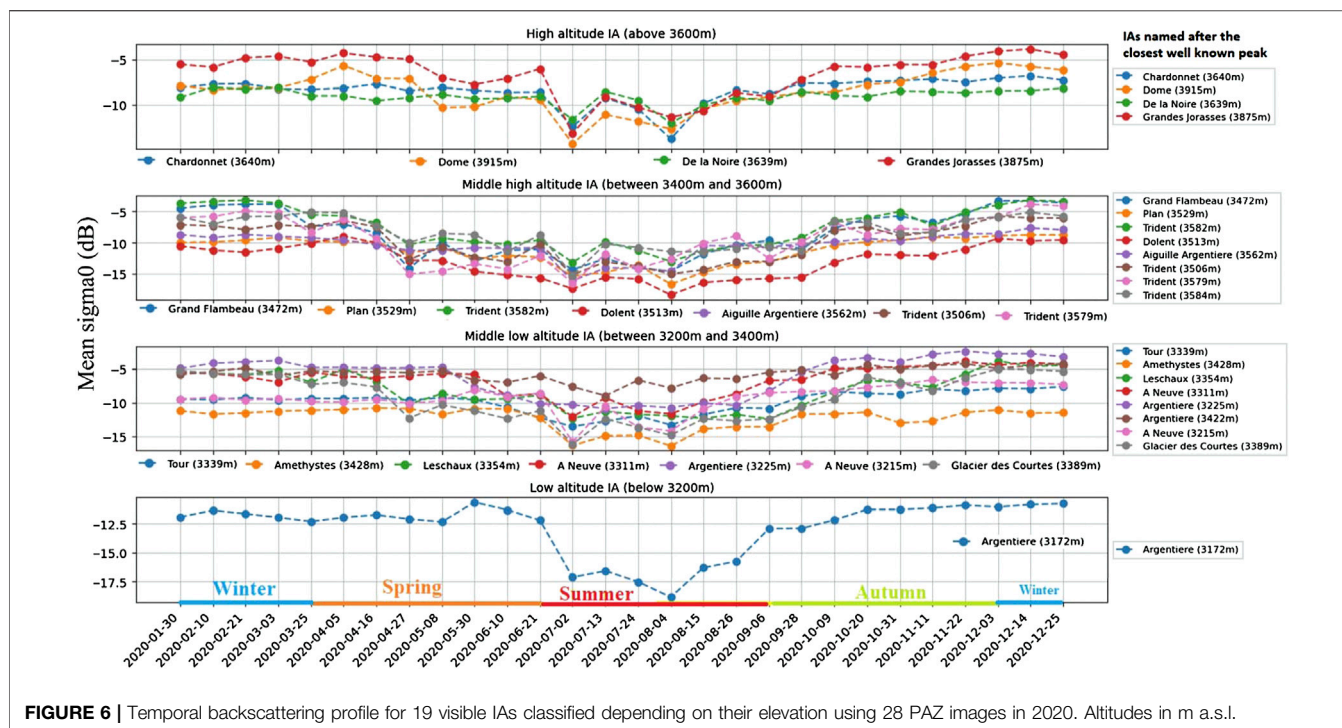 High altitude IA (above 3600m)
IAs named after the
closest well known peak
−5
−10
Chardonnet (3640m)
Dome (3915m)
De la Noire (3639m)
Grandes Jorasses (3875m)
Chardonnet (3640m) Dome (3915m) De la Noire (3639m) Grandes Jorasses (3875m)
Middle high altitude IA (between 3400m and 3600m)
−5
−10
−15
Grand Flambeau (3472m)
Plan (3529m)
Trident (3582m)
Dolent (3513m)
Aiguille Argentiere (3562m)
Trident (3506m)
Trident (3579m)
Trident (3584m)
Grand Flambeau (3472m) Plan (3529m) Trident (3582m) Dolent (3513m) Aiguille Argentiere (3562m) Trident (3506m) Trident (3579m)
Mean sigma0 (dB)
Middle low altitude IA (between 3200m and 3400m)
−5
−10
−15
Tour (3339m)
Amethystes (3428m)
Leschaux (3354m)
A Neuve (3311m)
Argentiere (3225m)
Argentiere (3422m)
A Neuve (3215m)
Glacier des Courtes (3389m)
Tour (3339m) Amethystes (3428m) Leschaux (3354m) A Neuve (3311m) Argentiere (3225m) A Neuve (3215m) Glacier des Courtes (3389m)
Low altitude IA (below 3200m)
−12.5
−15.0
−17.5
Argentiere (3172m)
Argentiere (3172m)
Winter Spring Summer Autumn Winter
2020-01-30
2020-02-10
2020-02-21
2020-03-03
2020-03-25
2020-04-05
2020-04-16
2020-04-27
2020-05-08
2020-05-30
2020-06-10
2020-06-21
2020-07-02
2020-07-13
2020-07-24
2020-08-04
2020-08-15
2020-08-26
2020-09-06
2020-09-28
2020-10-09
2020-10-20
2020-10-31
2020-11-11
2020-11-22
2020-12-03
2020-12-14
2020-12-25
FIGURE 6 | Temporal backscattering profile for 19 visible IAs classified depending on their elevation using 28 PAZ images in 2020. Altitudes in m a.s.l.